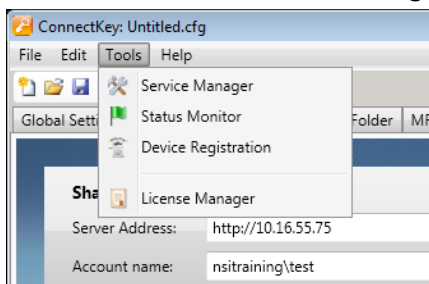 ConnectKey: Untitled.cfg
File Edit Tools Help
Service Manager
Global Setti
Status Monitor
Folder
Device Registration
Sha
License Manager
Server Address: http://10.16.55.75
Account name: nsitraining\test